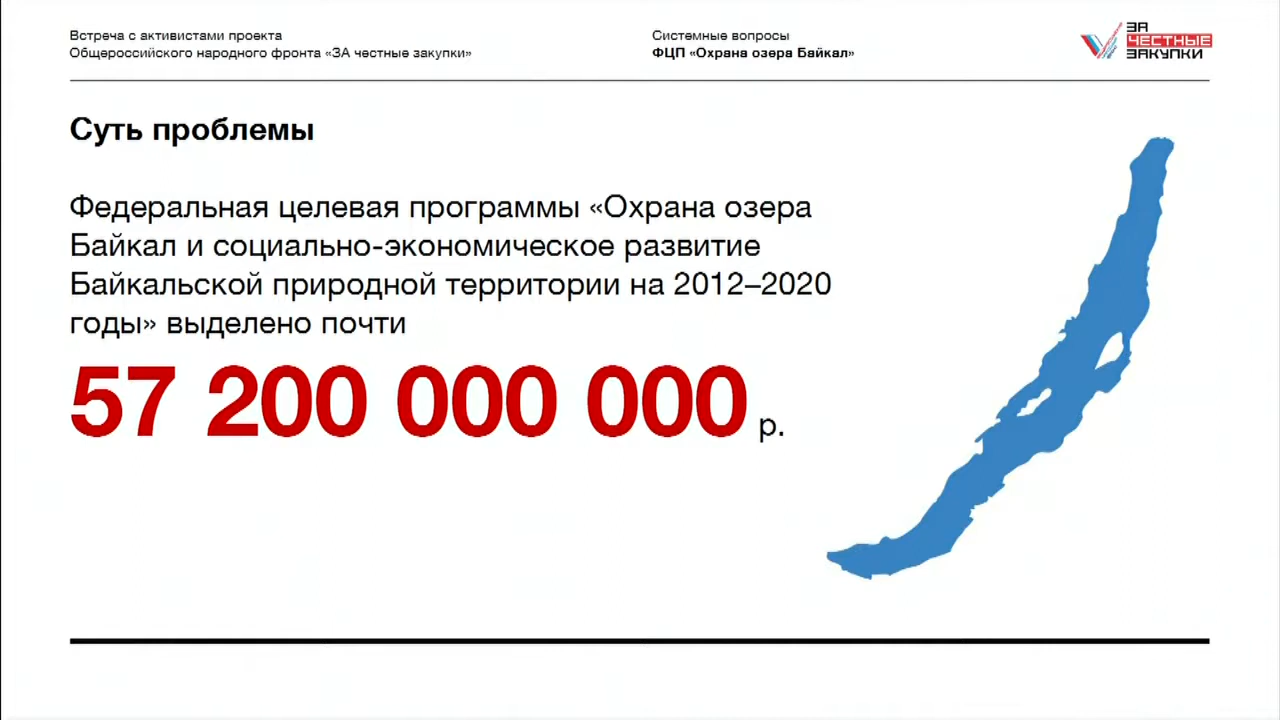 Встреча с активистами проекта
Общероссийского народного фронта «ЗА честные закупки»
Системные вопросы
ФЦП «Охрана озера Байкал»
ЗА
ЧЕСТНЫЕ
ЗАКУПКИ
Суть проблемы
Федеральная целевая программы «Охрана озера
Байкал и социально-экономическое развитие
Байкальской природной территории на 2012–2020
годы» выделено почти
57 200 000 000 р.